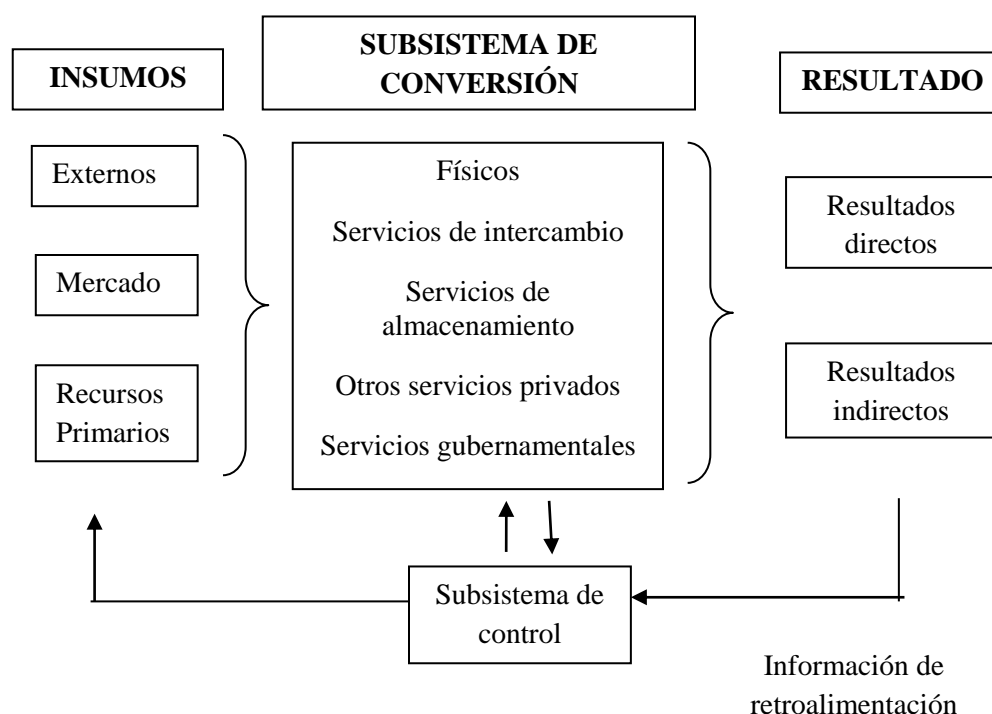 INSUMOS
SUBSISTEMA DE
CONVERSIÓN
RESULTADO
Externos
Mercado
Recursos
Primarios
Físicos
Servicios de intercambio
Servicios de
almacenamiento
Otros servicios privados
Servicios gubernamentales
Resultados
directos
Resultados
indirectos
Subsistema de
control
Información de
retroalimentación